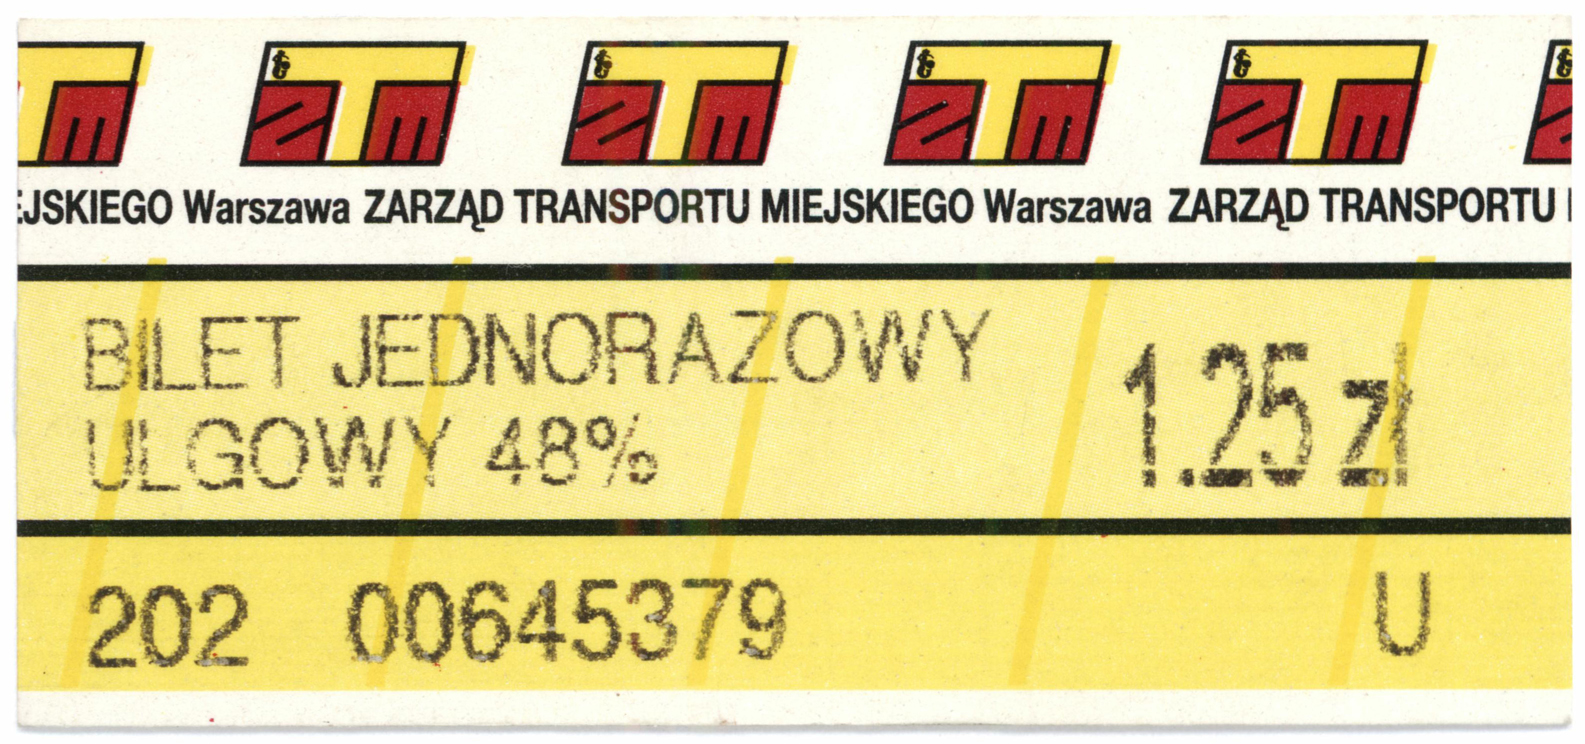 ZTM ZTM ZTM ZTM ZTM
EJSKIEGO Warszawa ZARZĄD TRANSPORTU MIEJSKIEGO Warszawa ZARZĄD TRANSPORTU
BILET JEDNORAZOWY 1.25 zł
ULGOWY 48%
202 00645379 U